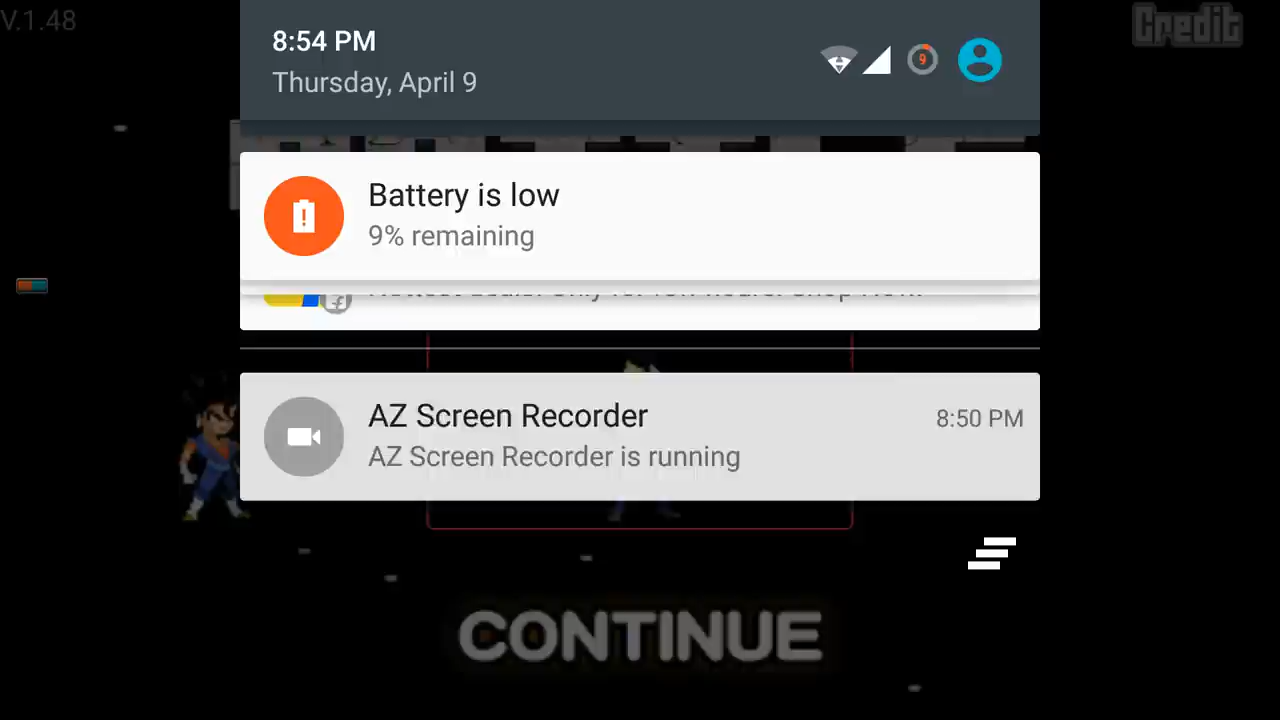 V.1.48
Credit
8:54 PM
9
Thursday, April 9
Battery is low
9% remaining
AZ Screen Recorder
8:50 PM
AZ Screen Recorder is running
CONTINUE